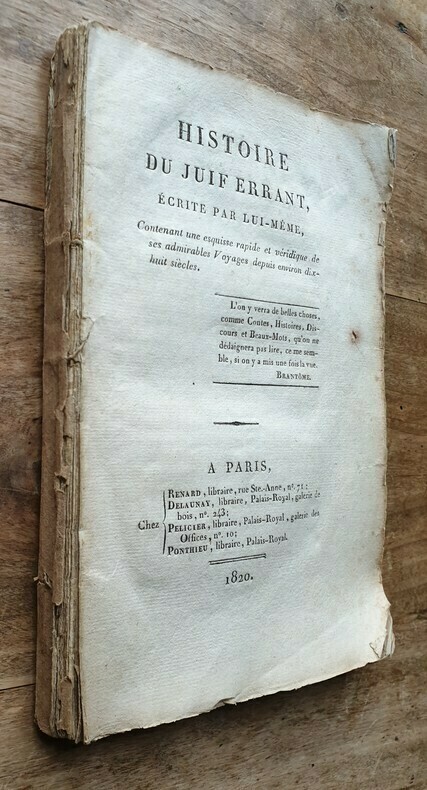 HISTOIRE
DU JUIF ERRANT,
ÉCRITE PAR LUI-MÊME,
Contenant une esquisse rapide et véridique de
ses admirables Voyages depuis environ dix-
huit siècles.
L'on y verra de belles choses,
comme Contes, Histoires, Dis-
cours et Beaux-Mots, qu'on ne
dédaignera pas lire, ce me sem-
ble, si on y a mis une fois la vue.
BRANTÔME.
A PARIS,
RENARD, libraire, rue Ste.-Anne, nº. 71;
DELAUNAY, libraire, Palais-Royal, galerie de
bois, nº. 243;
Chez PELICIER, libraire, Palais-Royal, galerie des
Offices, nº. 10;
PONTHIEU, libraire, Palais-Royal.
1820.